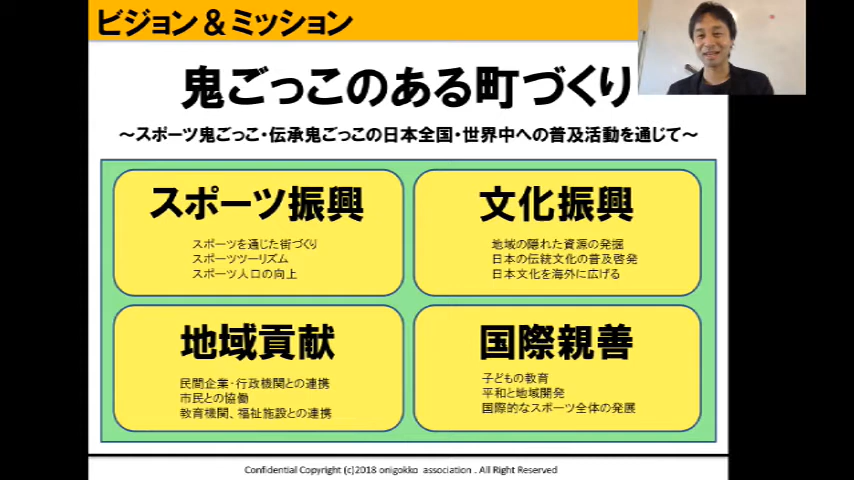 ビジョン＆ミッション
鬼ごっこのある町づくり
～スポーツ鬼ごっこ・伝承鬼ごっこの日本全国・世界中への普及活動を通じて～
スポーツ振興
スポーツを通じた街づくり
スポーツツーリズム
スポーツ人口の向上
文化振興
地域の隠れた資源の発掘
日本の伝統文化の普及啓発
日本文化を海外に広げる
地域貢献
民間企業・行政機関との連携
市民との協働
教育機関、福祉施設との連携
国際親善
子どもの教育
平和と地域開発
国際的なスポーツ全体の発展
Confidential Copyright (c)2018 onigokko association . All Right Reserved